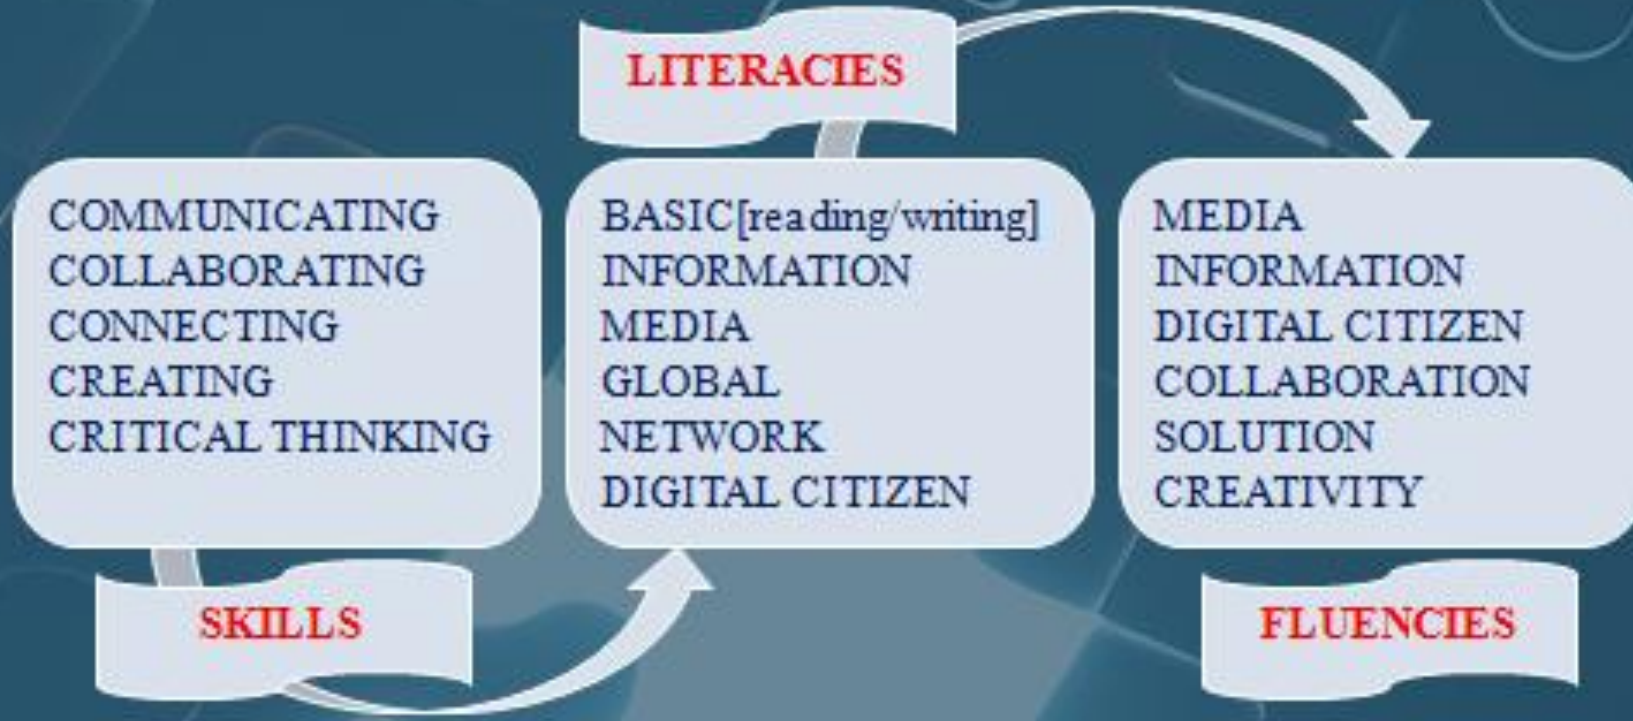 LITERACIES
COMMUNICATING
COLLABORATING
CONNECTING
CREATING
CRITICAL THINKING
SKILLS
BASIC[reading/writing]
INFORMATION
MEDIA
GLOBAL
NETWORK
DIGITAL CITIZEN
MEDIA
INFORMATION
DIGITAL CITIZEN
COLLABORATION
SOLUTION
CREATIVITY
FLUENCIES